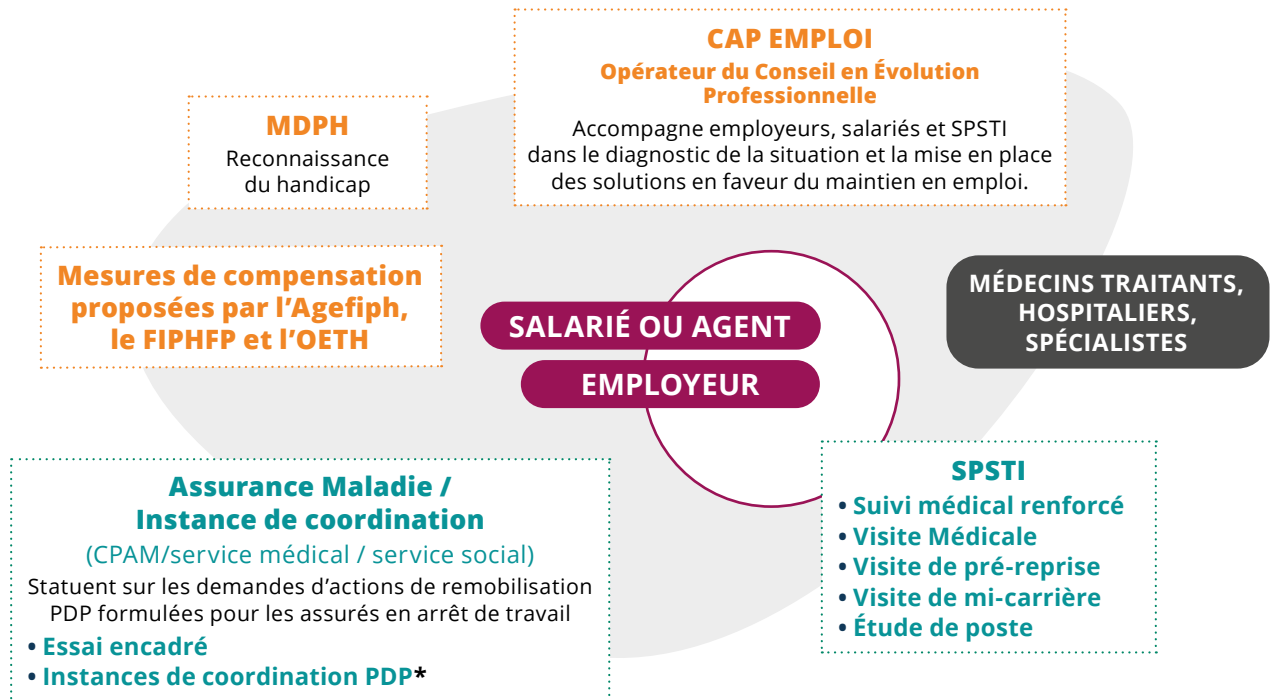 CAP EMPLOI
Opérateur du Conseil en Évolution
Professionnelle
Accompagne employeurs, salariés et SPSTI
dans le diagnostic de la situation et la mise en place
des solutions en faveur du maintien en emploi.
MDPH
Reconnaissance
du handicap
Mesures de compensation
proposées par l’Agefiph,
le FIPHFP et l’OETH
SALARIÉ OU AGENT
EMPLOYEUR
MÉDECINS TRAITANTS,
HOSPITALIERS,
SPÉCIALISTES
Assurance Maladie /
Instance de coordination
(CPAM/service médical / service social)
Statuent sur les demandes d’actions de remobilisation
PDP formulées pour les assurés en arrêt de travail
• Essai encadré
• Instances de coordination PDP*
SPSTI
• Suivi médical renforcé
• Visite Médicale
• Visite de pré-reprise
• Visite de mi-carrière
• Étude de poste